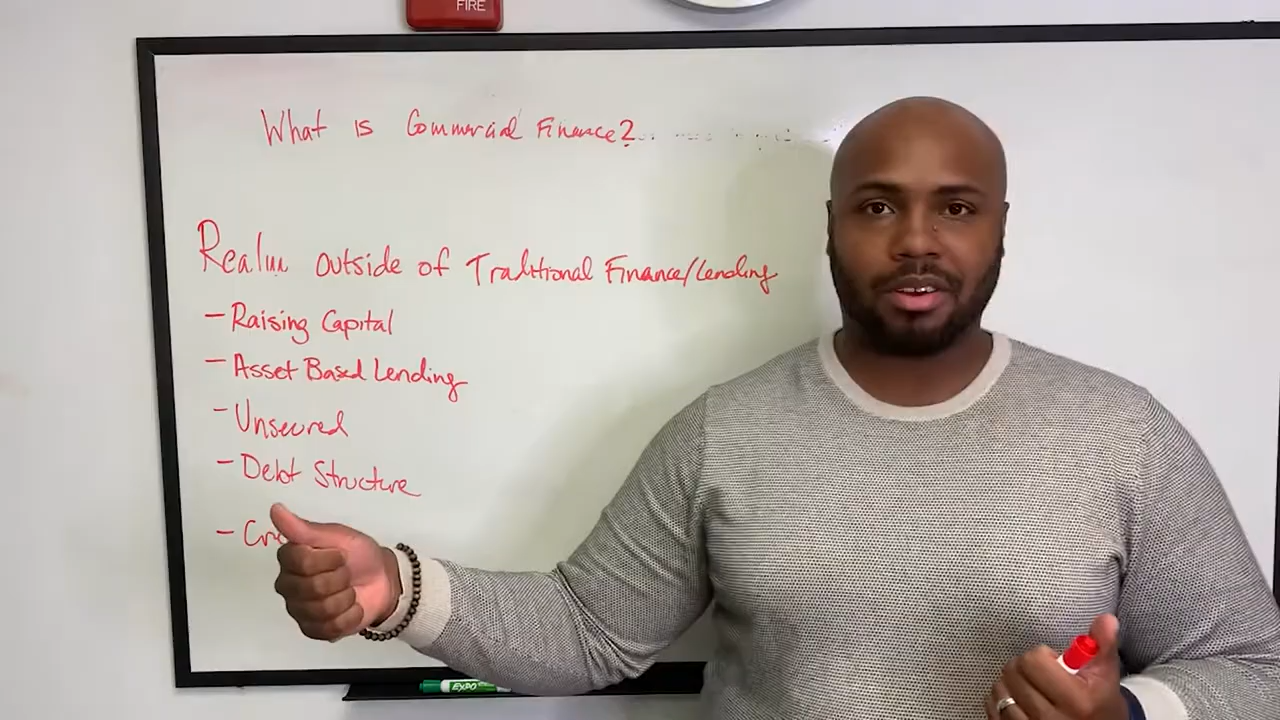 FIRE
What is Commercial Finance?
Realm outside of Traditional Finance/Lending
- Raising Capital
- Asset Based Lending
- Unsecured
- Debt Structure
-
EXPO